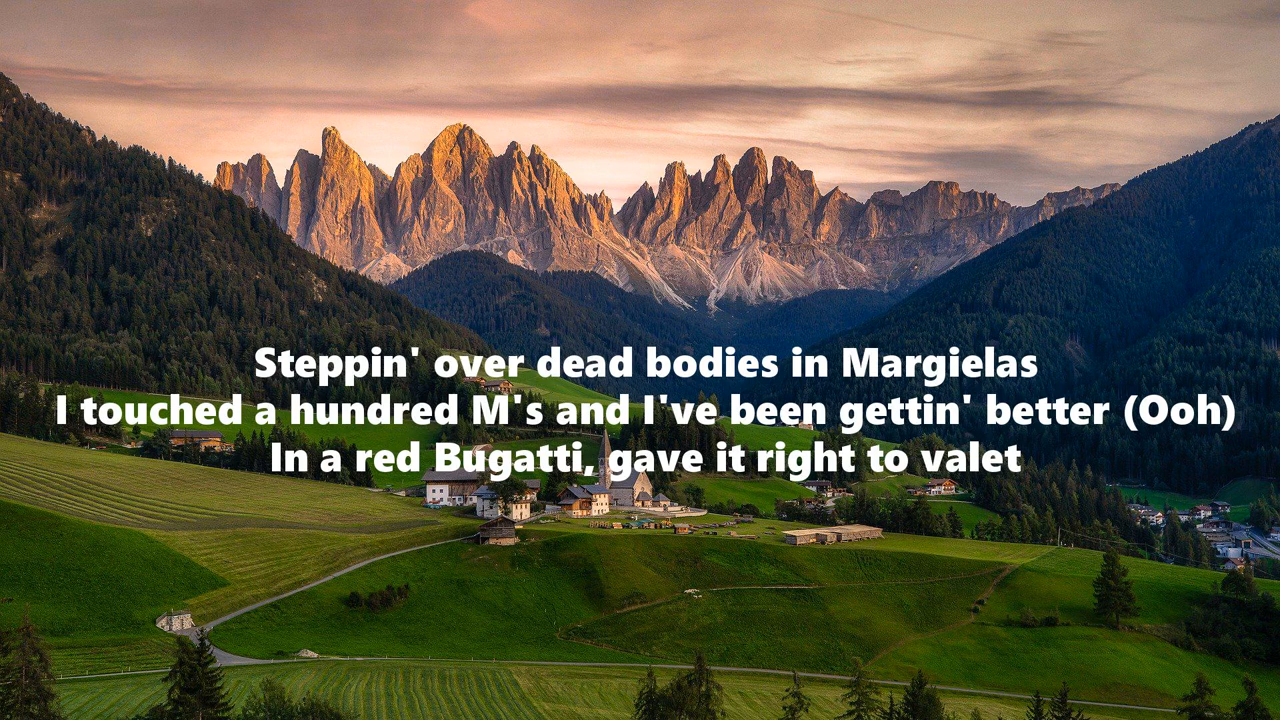 Steppin' over dead bodies in Margielas
I touched a hundred M's and I've been gettin' better (Ooh)
In a red Bugatti, gave it right to valet